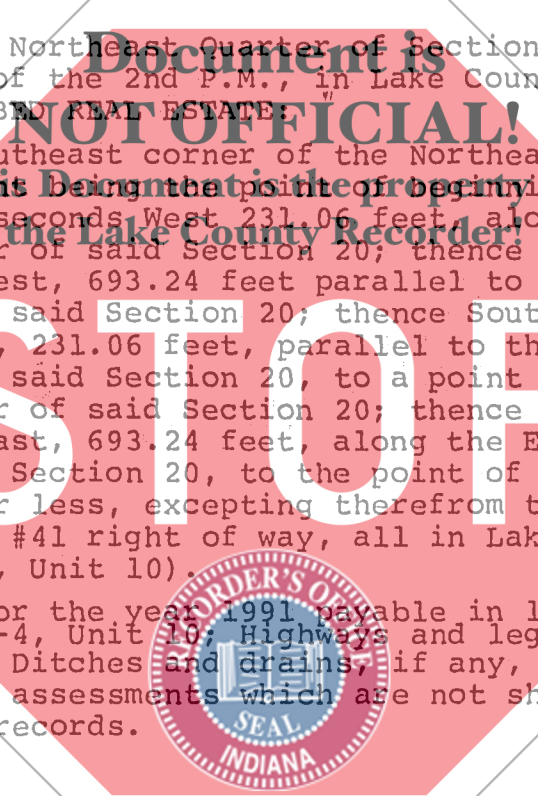 Northeast Quarter of Section
Document is
of the 2nd P.M., in Lake Coun
BED REAL ESTATE:
NOT OFFICIAL!
utheast corner of the Northea
is Document is the property
is being the point of beginni
seconds West 231.06 feet, alo
the Lake County Recorder!
r of said Section 20; thence
est, 693.24 feet parallel to
said Section 20; thence Sout
, 231.06 feet, parallel to th
said Section 20, to a point
r of said Section 20; thence
ast, 693.24 feet, along the E
Section 20, to the point of
r less, excepting therefrom t
#41 right of way, all in Lak
, Unit 10).
STOP
or the year 1991 payable in 1
-4, Unit 10; Highways and leg
Ditches and drains, if any,
assessments which are not sh
records.
RECORDER'S OFFICE
SEAL
INDIANA